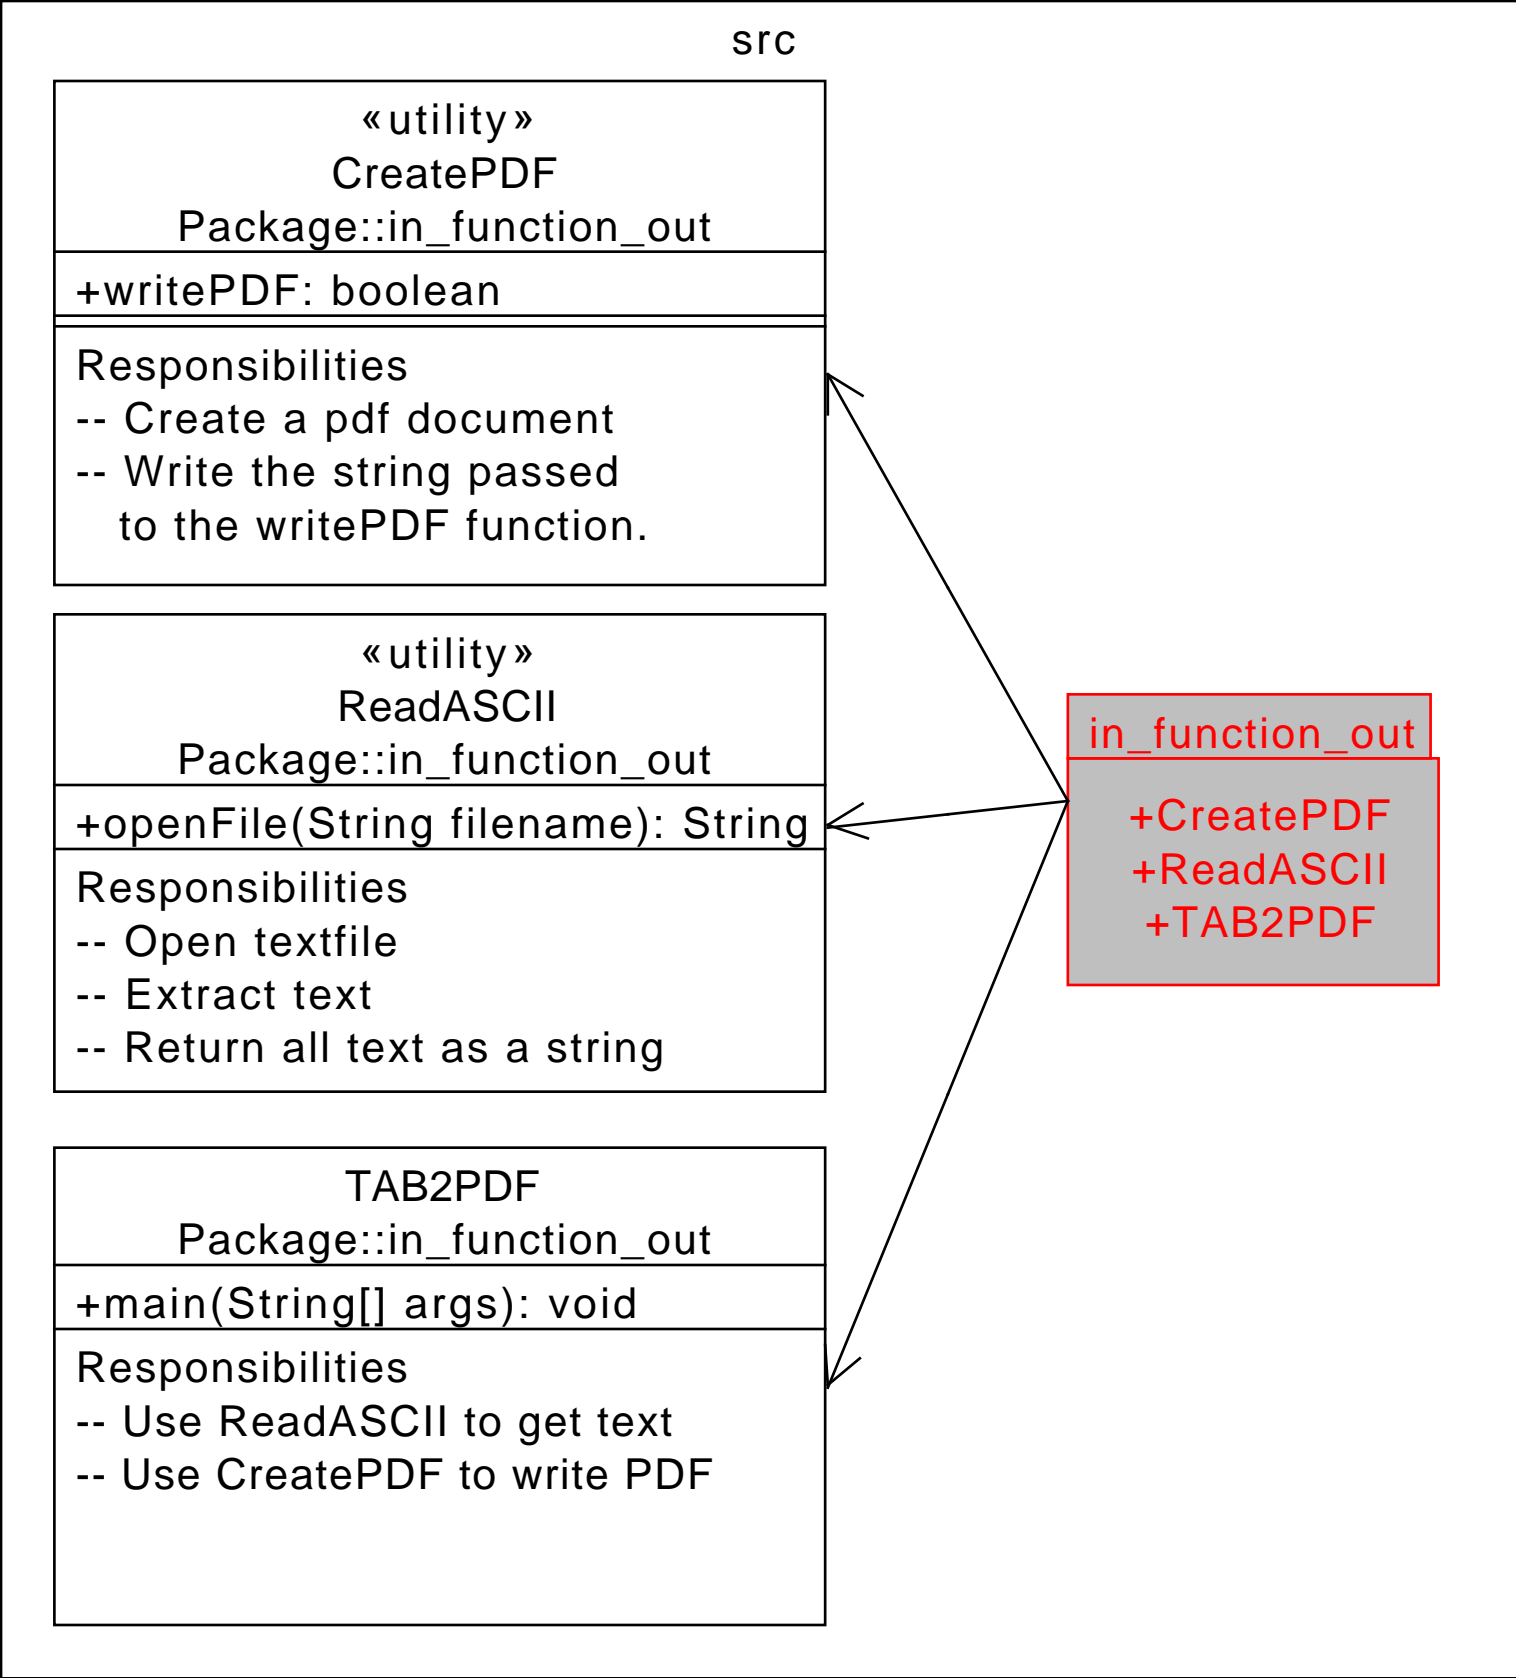 src
«utility»
CreatePDF
Package::in_function_out
+writePDF: boolean
Responsibilities
-- Create a pdf document
-- Write the string passed
to the writePDF function.
«utility»
ReadASCII
Package::in_function_out
+openFile(String filename): String
Responsibilities
-- Open textfile
-- Extract text
-- Return all text as a string
TAB2PDF
Package::in_function_out
+main(String[] args): void
Responsibilities
-- Use ReadASCII to get text
-- Use CreatePDF to write PDF
in_function_out
+CreatePDF
+ReadASCII
+TAB2PDF